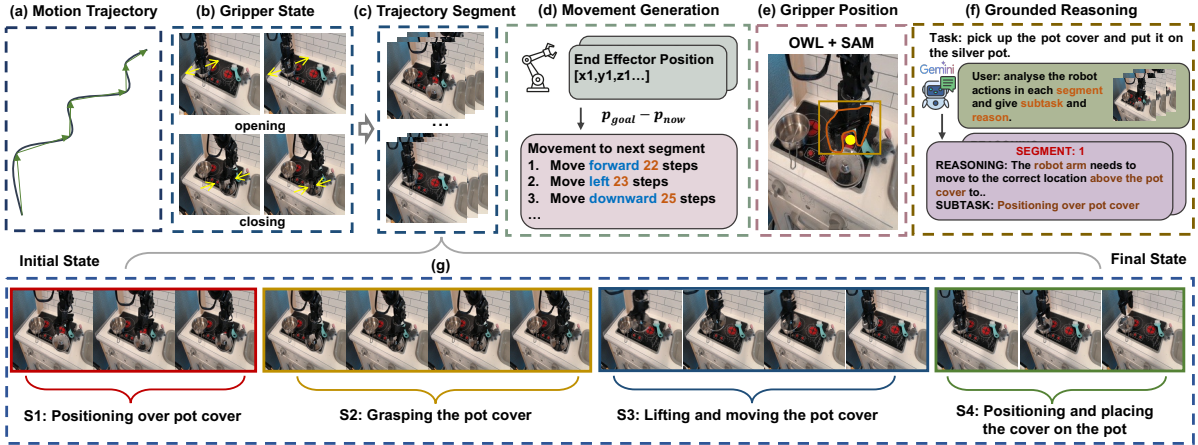 (a) Motion Trajectory
(b) Gripper State
opening
closing
(c) Trajectory Segment
...
(d) Movement Generation
End Effector Position
[x1,y1,z1...]
p_goal − p_now
Movement to next segment
1. Move forward 22 steps
2. Move left 23 steps
3. Move downward 25 steps
...
(e) Gripper Position
OWL + SAM
(f) Grounded Reasoning
Task: pick up the pot cover and put it on
the silver pot.
Gemini
User: analyse the robot
actions in each segment
and give subtask and
reason.
SEGMENT: 1
REASONING: The robot arm needs to
move to the correct location above the pot
cover to..
SUBTASK: Positioning over pot cover
Initial State
(g)
Final State
S1: Positioning over pot cover
S2: Grasping the pot cover
S3: Lifting and moving the pot cover
S4: Positioning and placing
the cover on the pot